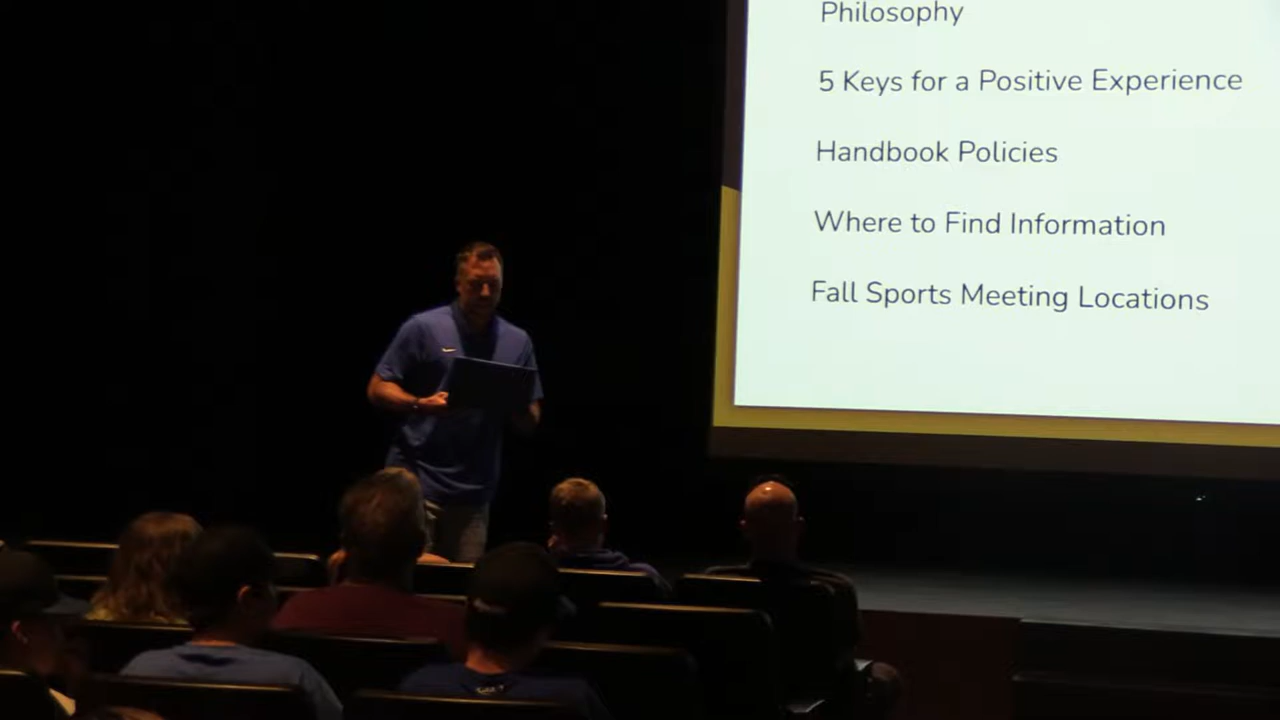 Philosophy
5 Keys for a Positive Experience
Handbook Policies
Where to Find Information
Fall Sports Meeting Locations